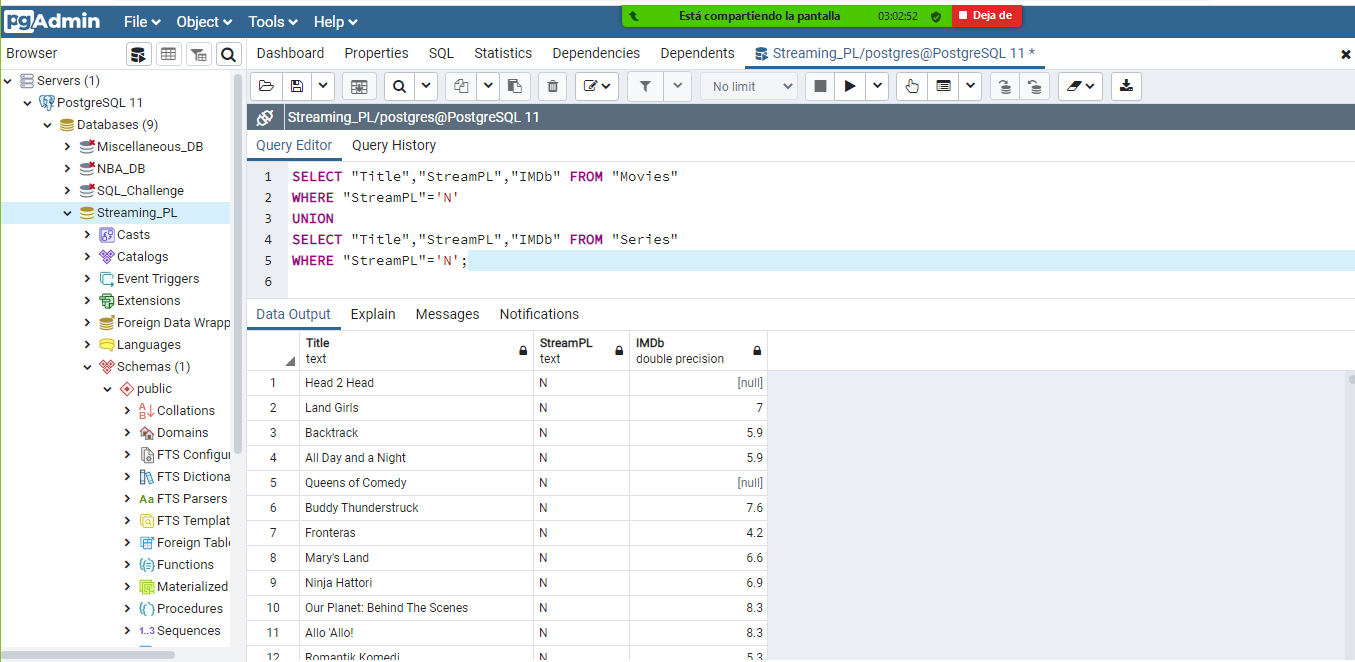 pgAdmin File Object Tools Help
Está compartiendo la pantalla 03:02:52 Deja de
Browser
Dashboard Properties SQL Statistics Dependencies Dependents Streaming_PL/postgres@PostgreSQL 11 *
No limit
Servers (1)
PostgreSQL 11
Databases (9)
Miscellaneous_DB
NBA_DB
SQL_Challenge
Streaming_PL
Casts
Catalogs
Event Triggers
Extensions
Foreign Data Wrapp
Languages
Schemas (1)
public
Collations
Domains
FTS Configur
FTS Dictiona
Aa FTS Parsers
FTS Templat
Foreign Table
Functions
Materialized
Procedures
1..3 Sequences
Streaming_PL/postgres@PostgreSQL 11
Query Editor Query History
1 SELECT "Title","StreamPL","IMDb" FROM "Movies"
2 WHERE "StreamPL"='N'
3 UNION
4 SELECT "Title","StreamPL","IMDb" FROM "Series"
5 WHERE "StreamPL"='N';
6
Data Output Explain Messages Notifications
Title StreamPL IMDb
text text double precision
1 Head 2 Head N [null]
2 Land Girls N 7
3 Backtrack N 5.9
4 All Day and a Night N 5.9
5 Queens of Comedy N [null]
6 Buddy Thunderstruck N 7.6
7 Fronteras N 4.2
8 Mary's Land N 6.6
9 Ninja Hattori N 6.9
10 Our Planet: Behind The Scenes N 8.3
11 Allo 'Allo! N 8.3
12 Romantik Komedi N 5.3